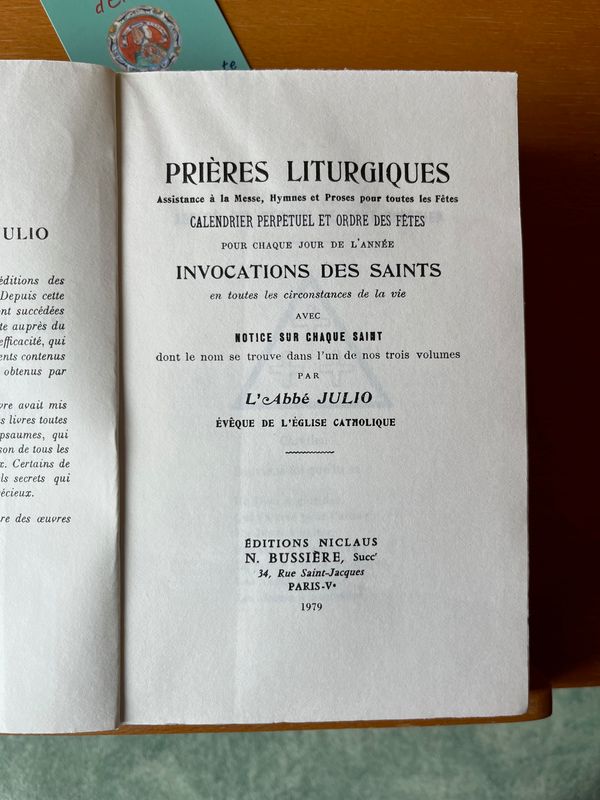 te
ULIO
éditions des
Depuis cette
nt succédées
te auprès du
efficacité, qui
ents contenus
obtenus par
re avait mis
s livres toutes
psaumes, qui
son de tous les
x. Certains de
ls secrets qui
écieux.
re des œuvres
PRIÈRES LITURGIQUES
Assistance à la Messe, Hymnes et Proses pour toutes les Fêtes
CALENDRIER PERPETUEL ET ORDRE DES FÊTES
POUR CHAQUE JOUR DE L'ANNÉE
INVOCATIONS DES SAINTS
en toutes les circonstances de la vie
AVEC
NOTICE SUR CHAQUE SAINT
dont le nom se trouve dans l'un de nos trois volumes
PAR
L'Abbé JULIO
ÉVÊQUE DE L'ÉGLISE CATHOLIQUE
ÉDITIONS NICLAUS
N. BUSSIÈRE, Succʳ
34, Rue Saint-Jacques
PARIS-Vᵉ
1979